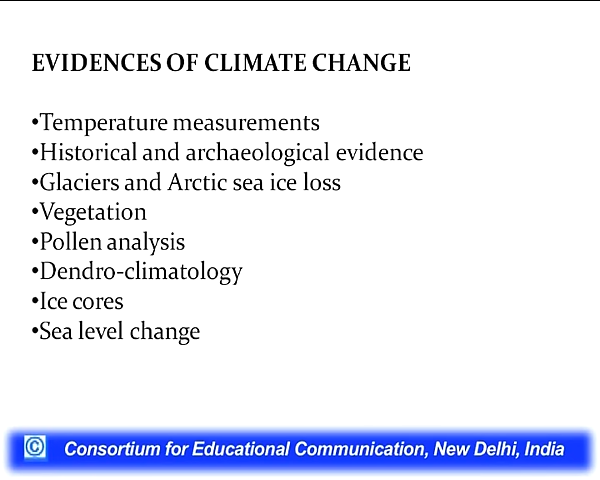 EVIDENCES OF CLIMATE CHANGE
•Temperature measurements
•Historical and archaeological evidence
•Glaciers and Arctic sea ice loss
•Vegetation
•Pollen analysis
•Dendro-climatology
•Ice cores
•Sea level change
© Consortium for Educational Communication, New Delhi, India